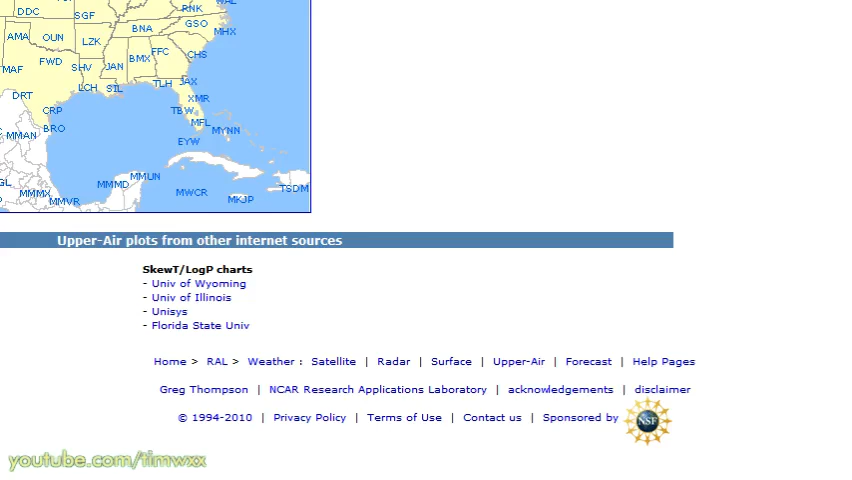 WAL
RNK
DDC
SGF
GSO
BNA
MHX
AMA
OUN
LZK
FFC
CHS
BMX
FWD
SHV
JAN
MAF
TLH
JAX
LCH
SIL
DRT
XMR
CRP
TBW
MFL
BRO
MYNN
MMAN
EYW
MMUN
MMMD
GL
TSDM
MMMX
MWCR
MMVR
MKJP
Upper-Air plots from other internet sources
SkewT/LogP charts
- Univ of Wyoming
- Univ of Illinois
- Unisys
- Florida State Univ
Home > RAL > Weather : Satellite | Radar | Surface | Upper-Air | Forecast | Help Pages
Greg Thompson | NCAR Research Applications Laboratory | acknowledgements | disclaimer
© 1994-2010 | Privacy Policy | Terms of Use | Contact us | Sponsored by
NSF
youtube.com/timwxx